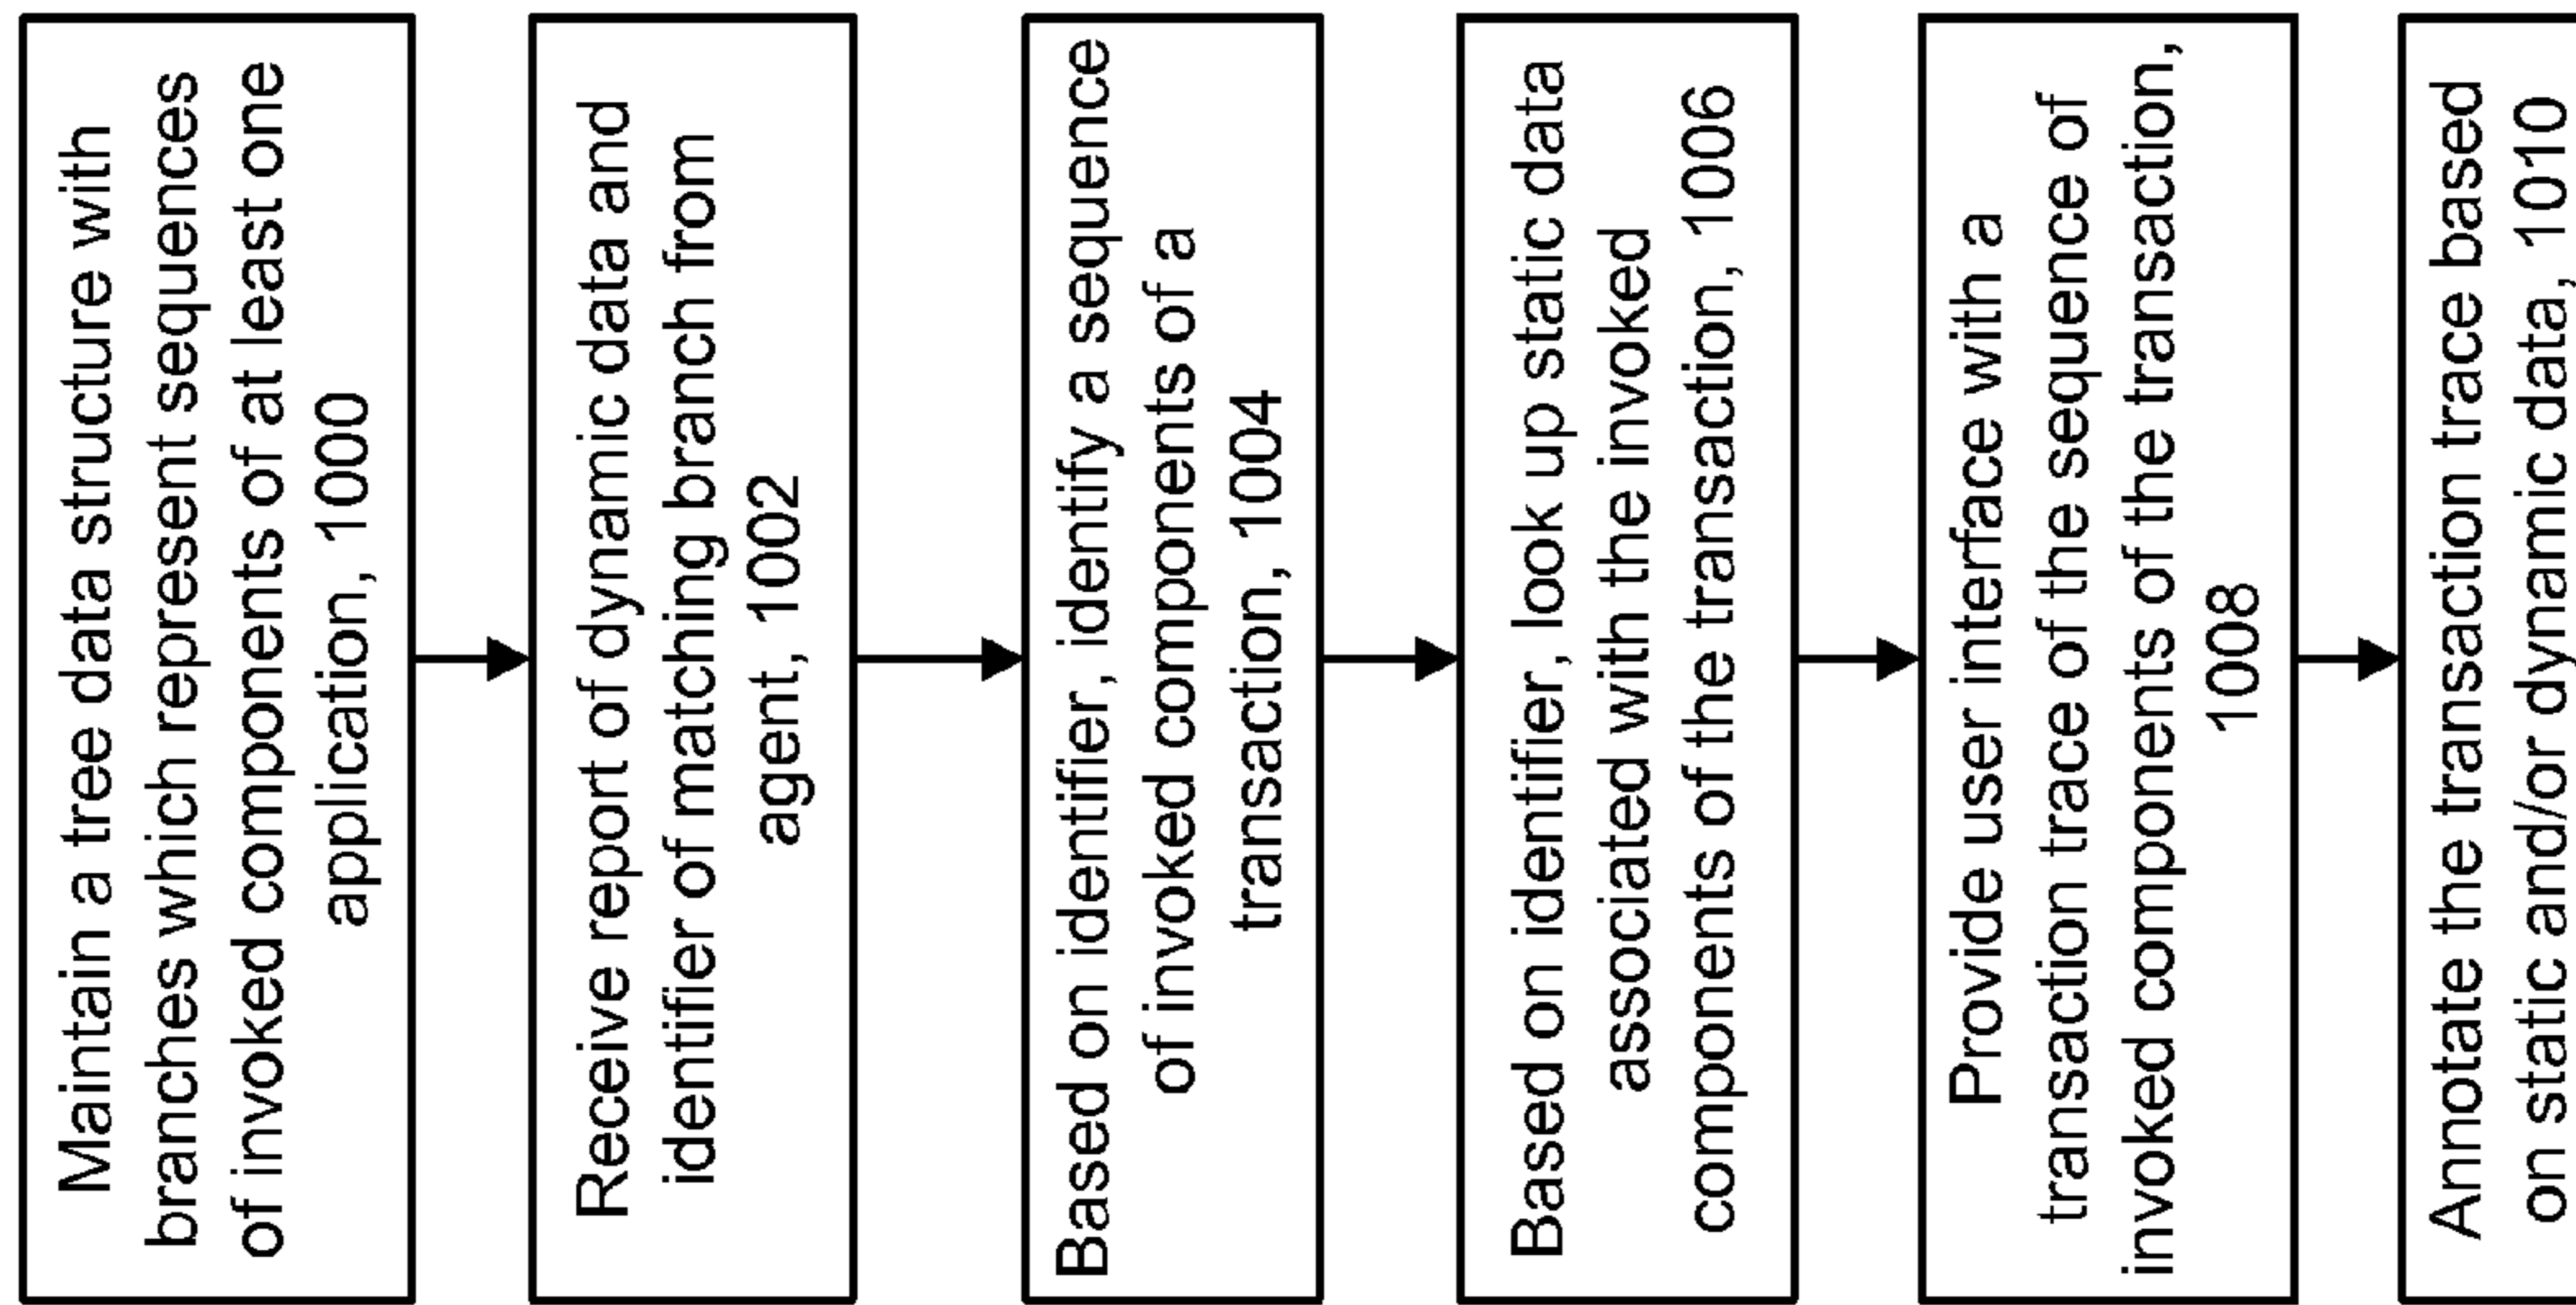 Maintain a tree data structure with
branches which represent sequences
of invoked components of at least one
application, 1000
Receive report of dynamic data and
identifier of matching branch from
agent, 1002
Based on identifier, identify a sequence
of invoked components of a
transaction, 1004
Based on identifier, look up static data
associated with the invoked
components of the transaction, 1006
Provide user interface with a
transaction trace of the sequence of
invoked components of the transaction,
1008
Annotate the transaction trace based
on static and/or dynamic data, 1010